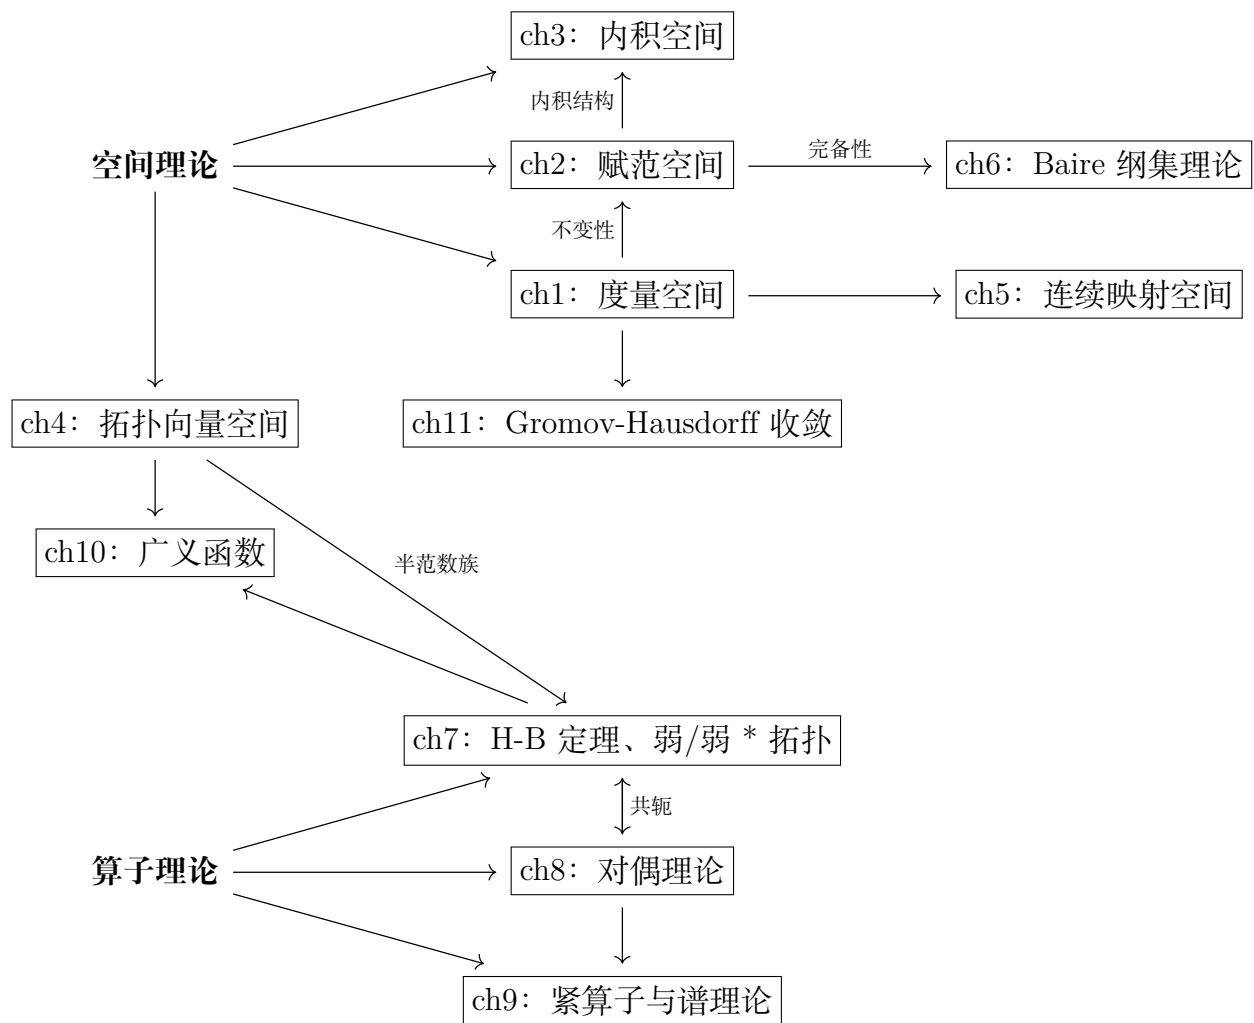 ch3：内积空间
内积结构
空间理论
ch2：赋范空间
完备性
ch6：Baire 纲集理论
不变性
ch1：度量空间
ch5：连续映射空间
ch4：拓扑向量空间
ch11：Gromov-Hausdorff 收敛
ch10：广义函数
半范数族
ch7：H-B 定理、弱/弱 * 拓扑
共轭
算子理论
ch8：对偶理论
ch9：紧算子与谱理论